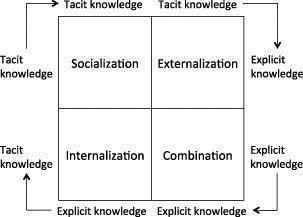 Tacit knowledge Tacit knowledge
Tacit
knowledge
Socialization Externalization
Explicit
knowledge
Tacit
knowledge
Internalization Combination
Explicit
knowledge
Explicit knowledge Explicit knowledge